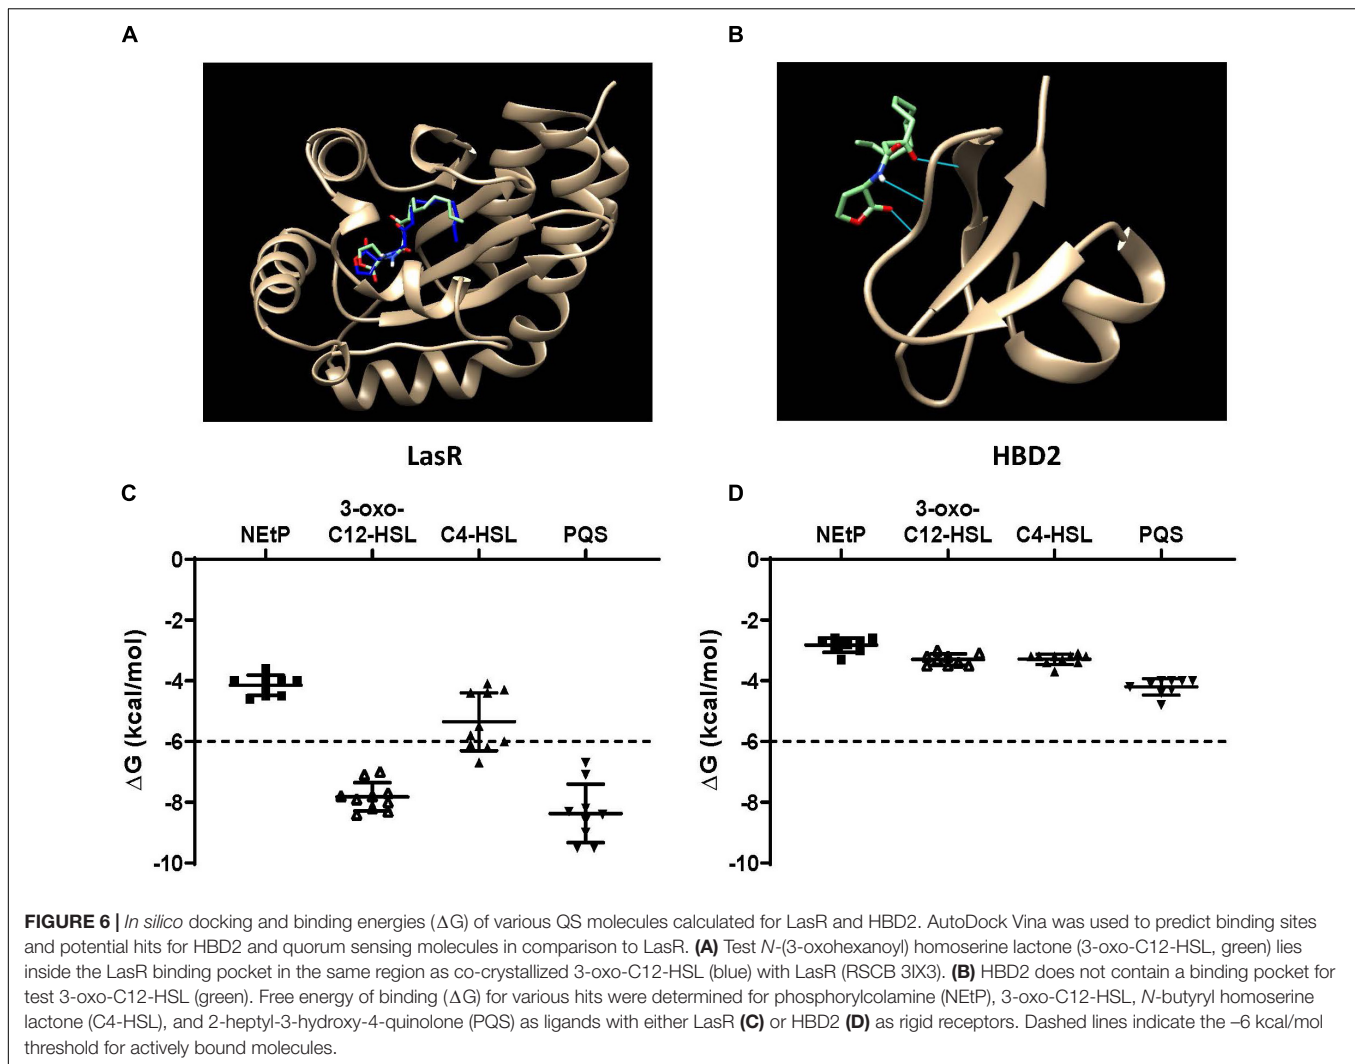 A
B
LasR
HBD2
C
NEtP
3-oxo-
C12-HSL
C4-HSL
PQS
0
-2
-4
-6
-8
-10
ΔG (kcal/mol)
D
NEtP
3-oxo-
C12-HSL
C4-HSL
PQS
0
-2
-4
-6
-8
-10
ΔG (kcal/mol)
FIGURE 6 | In silico docking and binding energies (ΔG) of various QS molecules calculated for LasR and HBD2. AutoDock Vina was used to predict binding sites
and potential hits for HBD2 and quorum sensing molecules in comparison to LasR. (A) Test N-(3-oxohexanoyl) homoserine lactone (3-oxo-C12-HSL, green) lies
inside the LasR binding pocket in the same region as co-crystallized 3-oxo-C12-HSL (blue) with LasR (RSCB 3IX3). (B) HBD2 does not contain a binding pocket for
test 3-oxo-C12-HSL (green). Free energy of binding (ΔG) for various hits were determined for phosphorylcolamine (NEtP), 3-oxo-C12-HSL, N-butyryl homoserine
lactone (C4-HSL), and 2-heptyl-3-hydroxy-4-quinolone (PQS) as ligands with either LasR (C) or HBD2 (D) as rigid receptors. Dashed lines indicate the –6 kcal/mol
threshold for actively bound molecules.